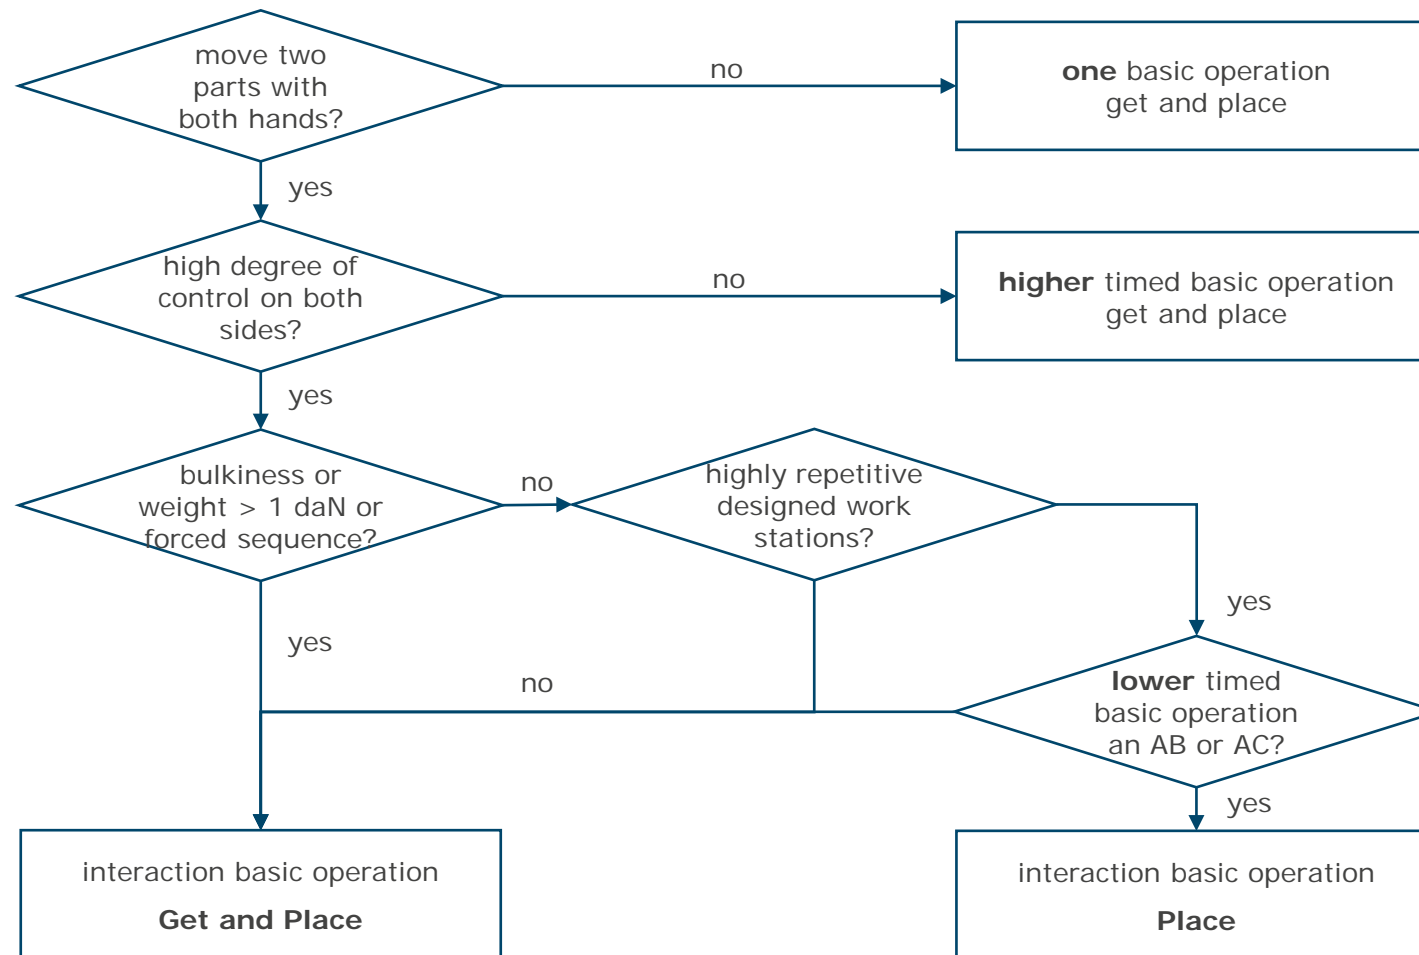 move two
parts with
both hands?
no
one basic operation
get and place
yes
high degree of
control on both
sides?
no
higher timed basic operation
get and place
yes
bulkiness or
weight > 1 daN or
forced sequence?
no
highly repetitive
designed work
stations?
yes
yes
no
lower timed
basic operation
an AB or AC?
yes
interaction basic operation
Get and Place
interaction basic operation
Place